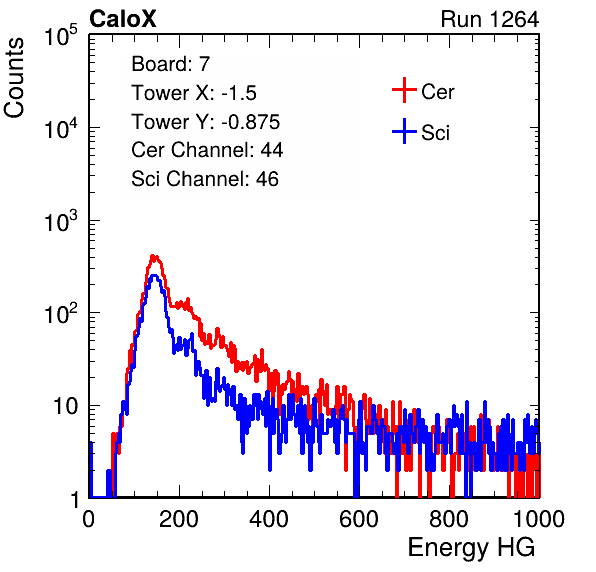 CaloX Run 1264
Board: 7
Tower X: -1.5
Tower Y: -0.875
Cer Channel: 44
Sci Channel: 46
Cer
Sci
Counts
10^5
10^4
10^3
10^2
10
1
0 200 400 600 800 1000
Energy HG